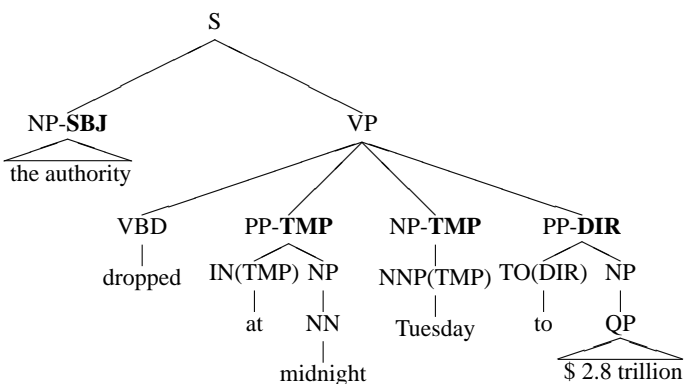 S
NP-SBJ VP
the authority
VBD PP-TMP NP-TMP PP-DIR
dropped IN(TMP) NP NNP(TMP) TO(DIR) NP
at NN Tuesday to QP
midnight $ 2.8 trillion